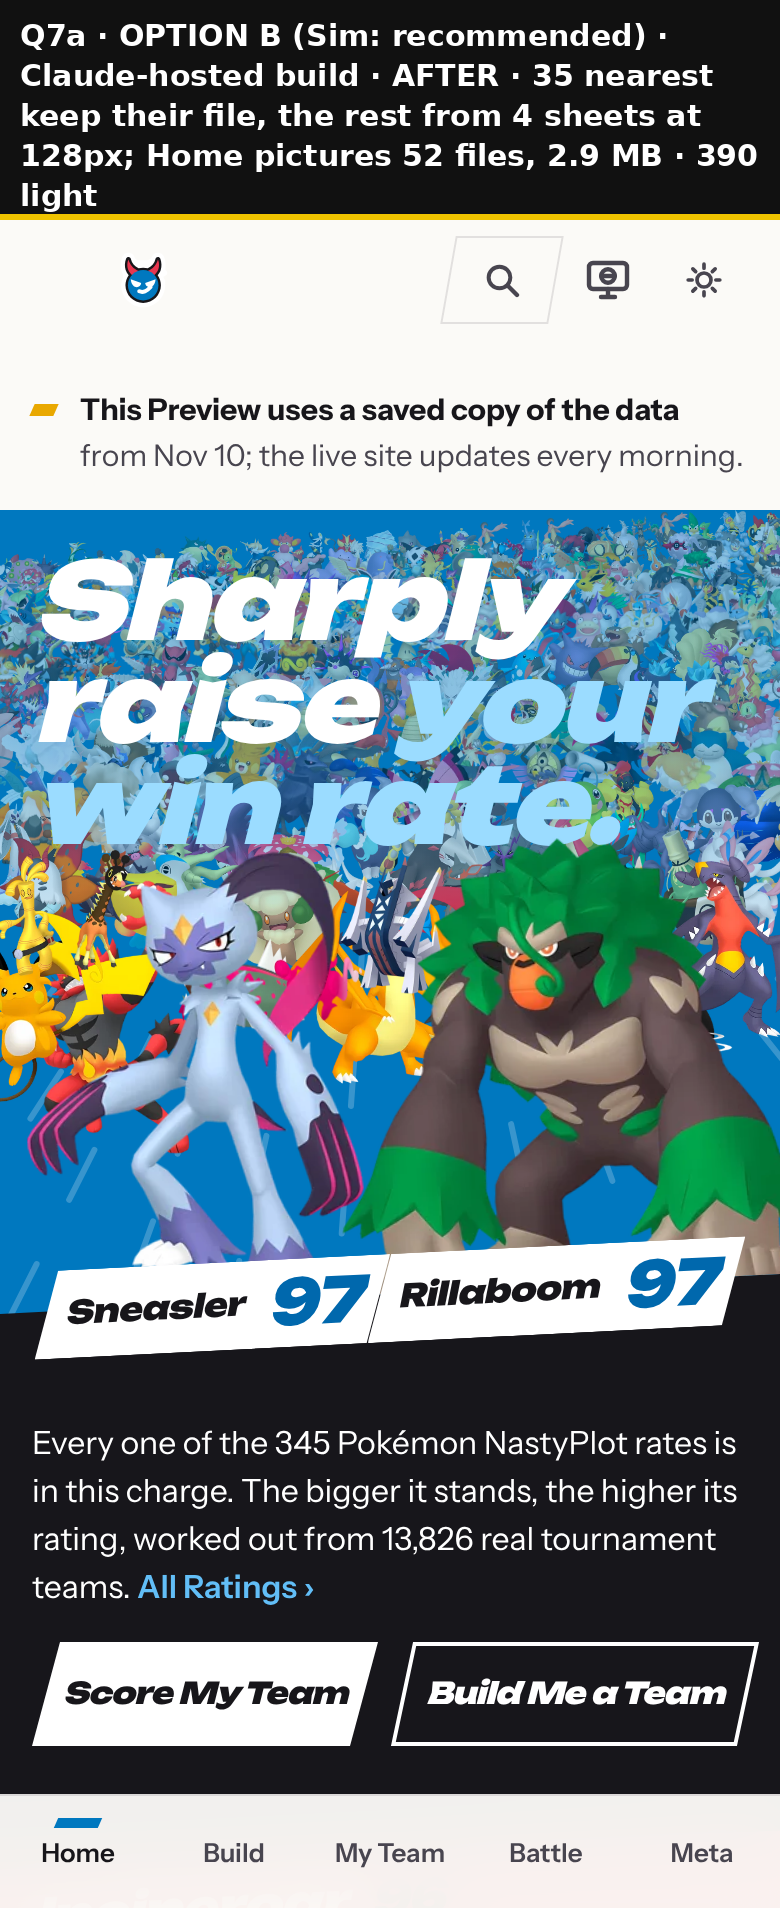 Q7a · OPTION B (Sim: recommended) ·
Claude-hosted build · AFTER · 35 nearest
keep their file, the rest from 4 sheets at
128px; Home pictures 52 files, 2.9 MB · 390
light
This Preview uses a saved copy of the data
from Nov 10; the live site updates every morning.
Sharply
raise your
win rate.
Sneasler 97 Rillaboom 97
Every one of the 345 Pokémon NastyPlot rates is
in this charge. The bigger it stands, the higher its
rating, worked out from 13,826 real tournament
teams. All Ratings ›
Score My Team Build Me a Team
Home Build My Team Battle Meta